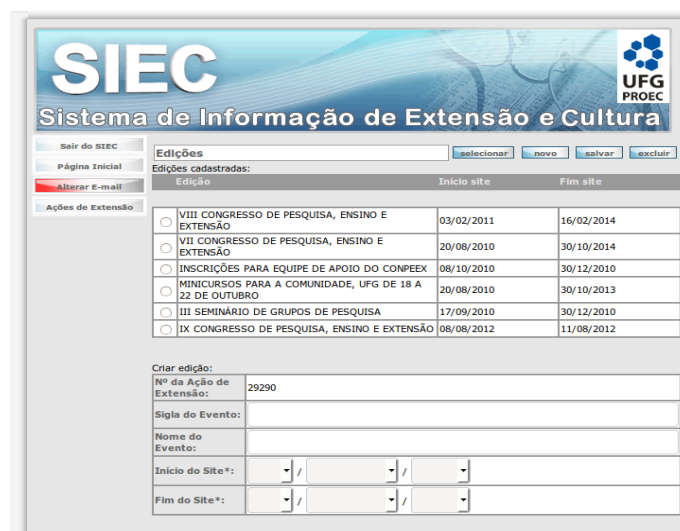 SIEC
UFG
PROEC
Sistema de Informação de Extensão e Cultura
Sair do SIEC
Página Inicial
Alterar E-mail
Ações de Extensão
Edições
selecionar novo salvar excluir
Edições cadastradas:
Edição Início site Fim site
VIII CONGRESSO DE PESQUISA, ENSINO E
EXTENSÃO 03/02/2011 16/02/2014
VII CONGRESSO DE PESQUISA, ENSINO E
EXTENSÃO 20/08/2010 30/10/2014
INSCRIÇÕES PARA EQUIPE DE APOIO DO CONPEEX 08/10/2010 30/12/2010
MINICURSOS PARA A COMUNIDADE, UFG DE 18 A
22 DE OUTUBRO 20/08/2010 30/10/2013
III SEMINÁRIO DE GRUPOS DE PESQUISA 17/09/2010 30/12/2010
IX CONGRESSO DE PESQUISA, ENSINO E EXTENSÃO 08/08/2012 11/08/2012
Criar edição:
Nº da Ação de
Extensão: 29290
Sigla do Evento:
Nome do
Evento:
Início do Site*: / /
Fim do Site*: / /